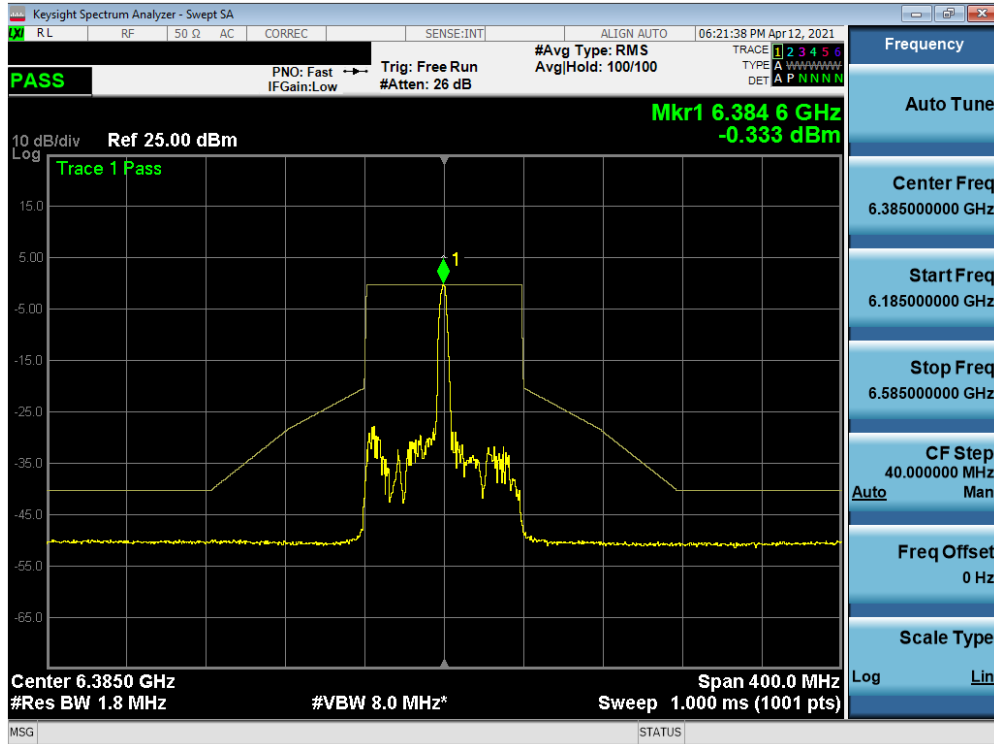 Keysight Spectrum Analyzer - Swept SA
LXI RL RF 50 Ω AC CORREC SENSE:INT ALIGN AUTO 06:21:38 PM Apr 12, 2021
PASS
PNO: Fast
IFGain:Low
Trig: Free Run
#Atten: 26 dB
#Avg Type: RMS
Avg|Hold: 100/100
TRACE 1 2 3 4 5 6
TYPE A WWWWW
DET A P N N N N
Mkr1 6.384 6 GHz
-0.333 dBm
10 dB/div
Log
Ref 25.00 dBm
Trace 1 Pass
15.0
5.00
-5.00
-15.0
-25.0
-35.0
-45.0
-55.0
-65.0
1
Center 6.3850 GHz
Span 400.0 MHz
#Res BW 1.8 MHz
#VBW 8.0 MHz*
Sweep 1.000 ms (1001 pts)
MSG STATUS
Frequency
Auto Tune
Center Freq
6.385000000 GHz
Start Freq
6.185000000 GHz
Stop Freq
6.585000000 GHz
CF Step
40.000000 MHz
Auto Man
Freq Offset
0 Hz
Scale Type
Log Lin